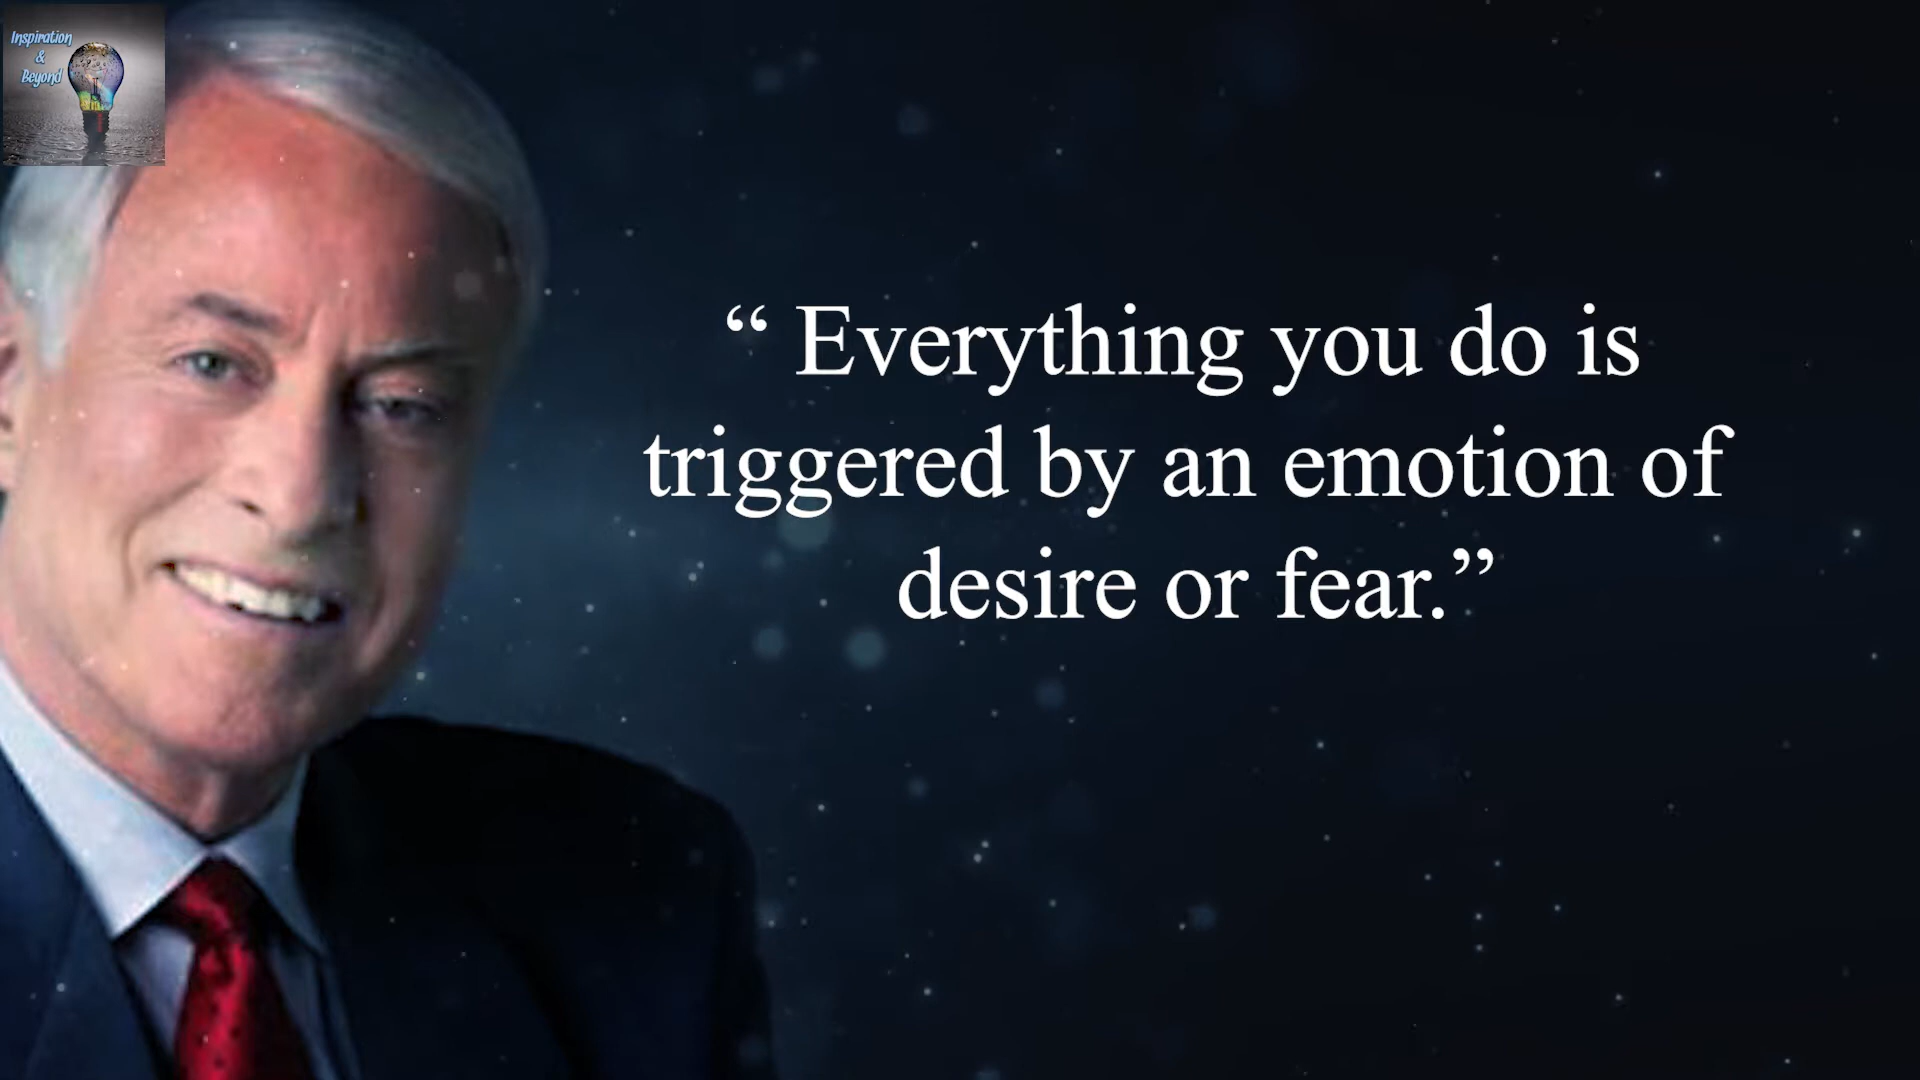 Inspiration
&
Beyond
“ Everything you do is
triggered by an emotion of
desire or fear.”